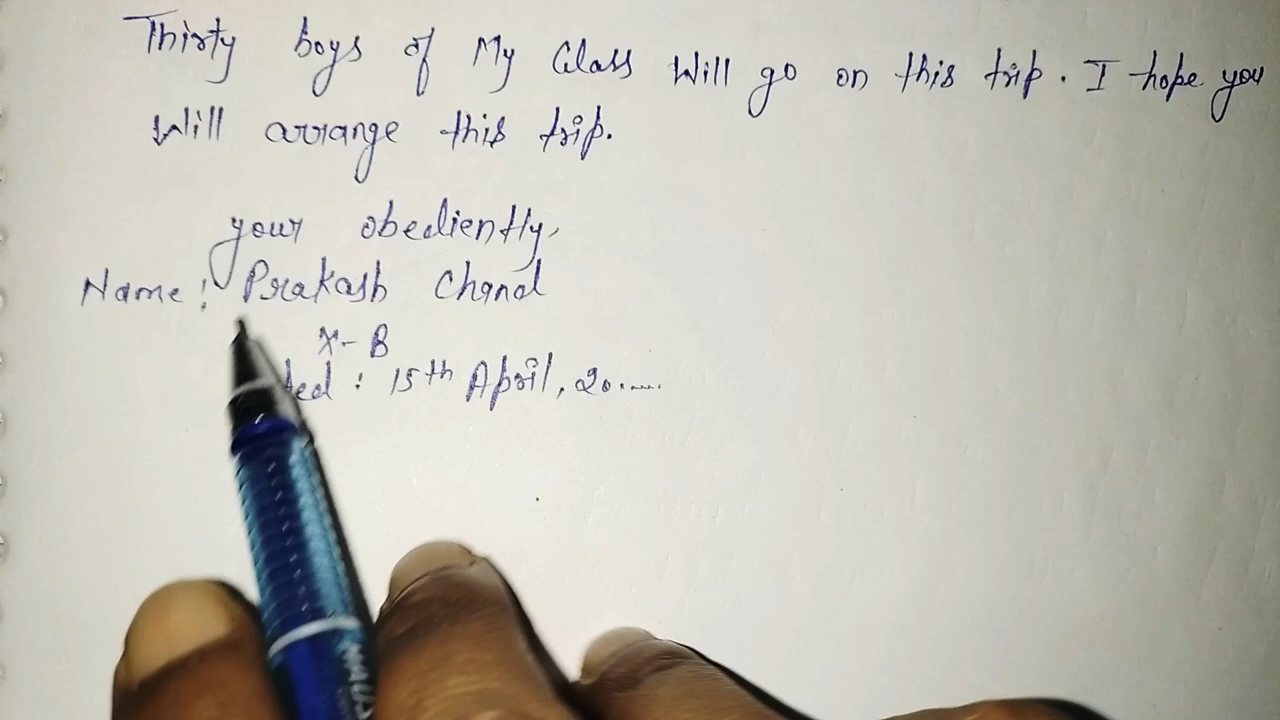 Thirty boys of My Class Will go on this trip. I hope you
Will arrange this trip.
your obediently,
Name: Prakash Chand
X-B
: 15th April, 20.....